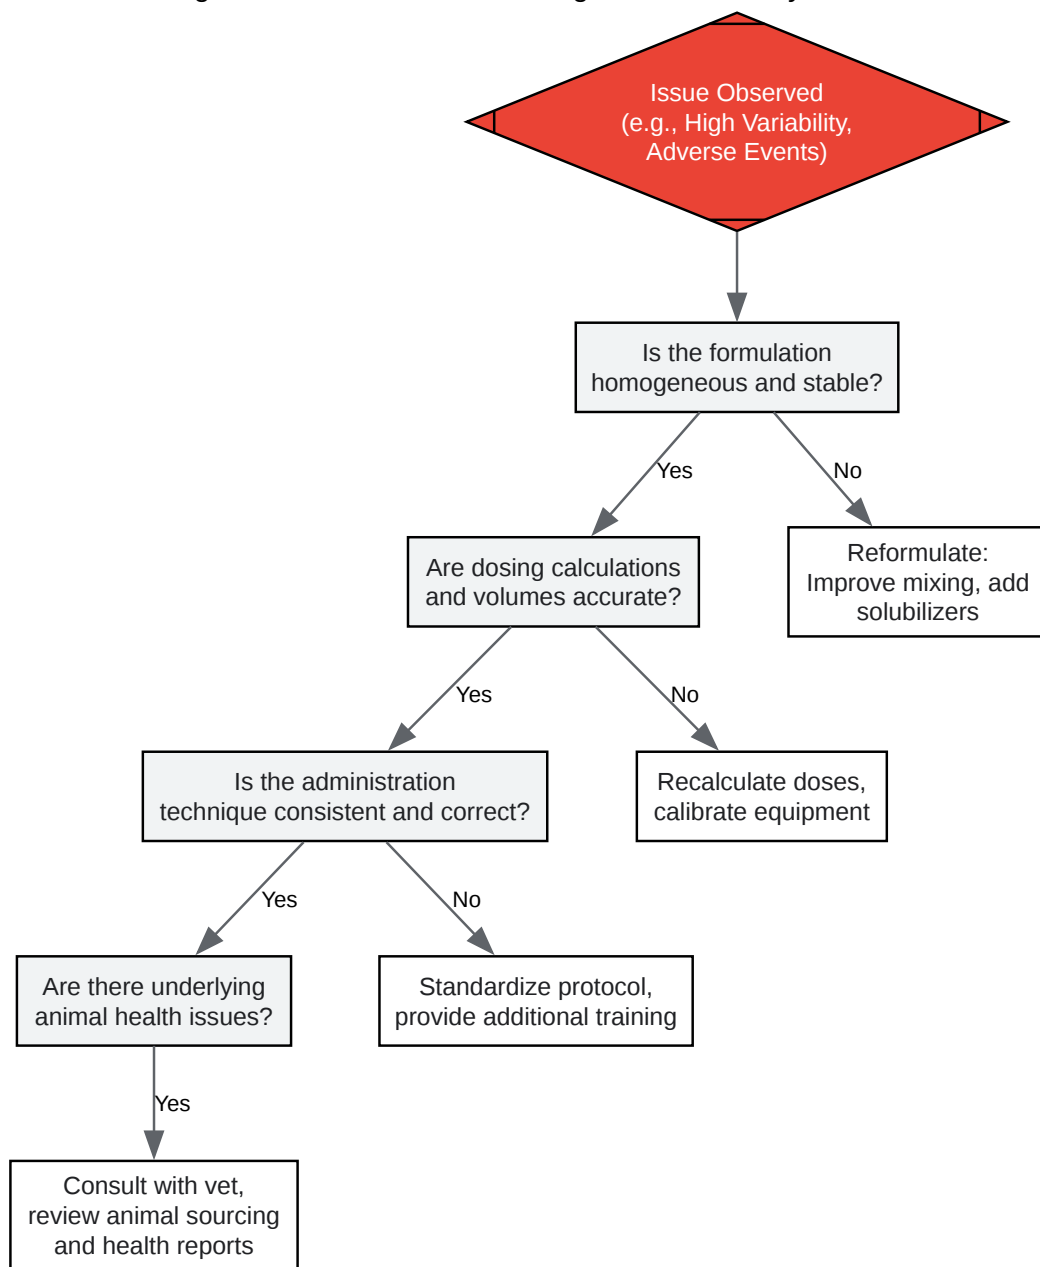 Issue Observed
(e.g., High Variability,
Adverse Events)
Is the formulation
homogeneous and stable?
Yes
No
Are dosing calculations
and volumes accurate?
Reformulate:
Improve mixing, add
solubilizers
Yes
No
Is the administration
technique consistent and correct?
Recalculate doses,
calibrate equipment
Yes
No
Are there underlying
animal health issues?
Standardize protocol,
provide additional training
Yes
Consult with vet,
review animal sourcing
and health reports